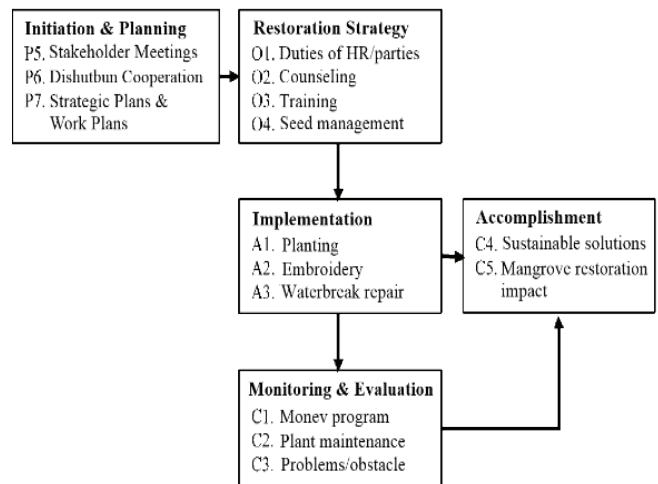 Initiation & Planning
P5. Stakeholder Meetings
P6. Dishutbun Cooperation
P7. Strategic Plans &
Work Plans
Restoration Strategy
O1. Duties of HR/parties
O2. Counseling
O3. Training
O4. Seed management
Implementation
A1. Planting
A2. Embroidery
A3. Waterbreak repair
Accomplishment
C4. Sustainable solutions
C5. Mangrove restoration
impact
Monitoring & Evaluation
C1. Monev program
C2. Plant maintenance
C3. Problems/obstacle